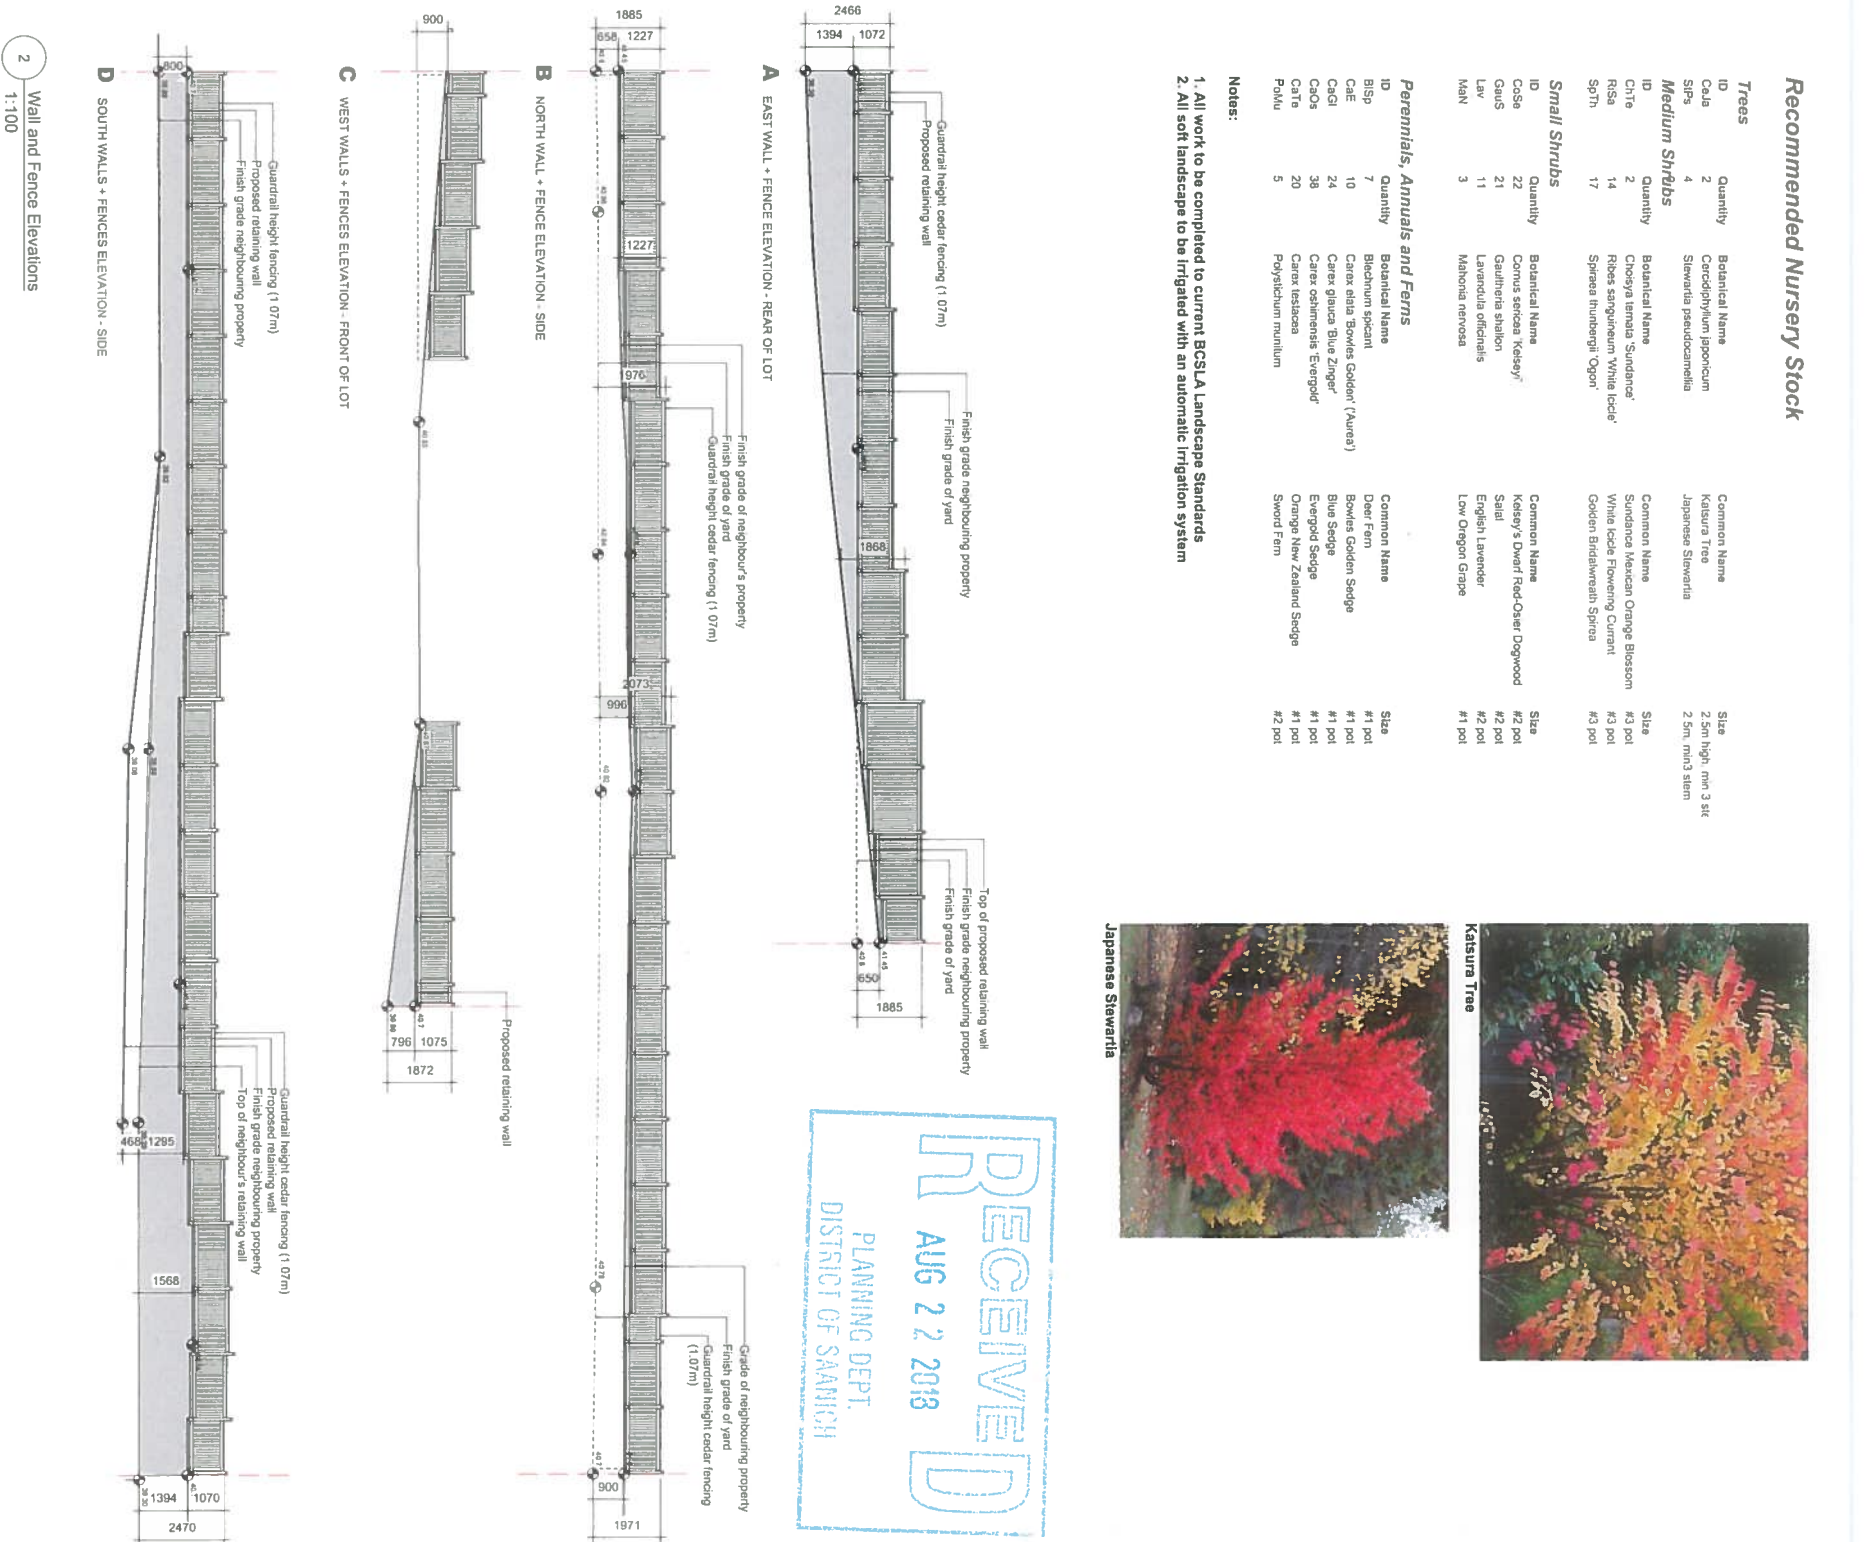 Recommended Nursery Stock
Trees
ID Quantity Botanical Name Common Name Size
CeJa 2 Cercidiphyllum japonicum Katsura Tree 2.5m high, min 3 ste
StPs 4 Stewartia pseudocamellia Japanese Stewartia 2.5m, min3 stem
Medium Shrubs
ID Quantity Botanical Name Common Name Size
ChTe 2 Choisya ternata 'Sundance' Sundance Mexican Orange Blossom #3 pot
RiSa 14 Ribes sanguineum 'White Icicle' White Icicle Flowering Currant #3 pot
SpTh 17 Spiraea thunbergii 'Ogon' Golden Bridalwreath Spirea #3 pot
Small Shrubs
ID Quantity Botanical Name Common Name Size
CoSe 22 Cornus sericea 'Kelseyi' Kelsey's Dwarf Red-Osier Dogwood #2 pot
GauS 21 Gaultheria shallon Salal #2 pot
Lav 11 Lavandula officinalis English Lavender #2 pot
MaN 3 Mahonia nervosa Low Oregon Grape #1 pot
Perennials, Annuals and Ferns
ID Quantity Botanical Name Common Name Size
BlSp 7 Blechnum spicant Deer Fern #1 pot
CaE 10 Carex elata 'Bowles Golden' ('Aurea') Bowles Golden Sedge #1 pot
CaGl 24 Carex glauca 'Blue Zinger' Blue Sedge #1 pot
CaOs 38 Carex oshimensis 'Evergold' Evergold Sedge #1 pot
CaTe 20 Carex testacea Orange New Zealand Sedge #1 pot
PoMu 5 Polystichum munitum Sword Fern #2 pot
Notes:
1. All work to be completed to current BCSLA Landscape Standards
2. All soft landscape to be irrigated with an automatic irrigation system
Katsura Tree
Japanese Stewartia
RECEIVED
AUG 22 2018
PLANNING DEPT.
DISTRICT OF SAANICH
2466
1394 1072
Guardrail height cedar fencing (1 07m)
Proposed retaining wall
Finish grade neighbouring property
Finish grade of yard
1868
Top of proposed retaining wall
Finish grade neighbouring property
Finish grade of yard
40 8
41 45
650
1885
A EAST WALL + FENCE ELEVATION - REAR OF LOT
1885
658 1227
1227
1976
Finish grade of neighbour's property
Finish grade of yard
Guardrail height cedar fencing (1 07m)
2073
996
40 82
40 78
Grade of neighbouring property
Finish grade of yard
Guardrail height cedar fencing
(1.07m)
40 7
900
1971
B NORTH WALL + FENCE ELEVATION - SIDE
900
Proposed retaining wall
40 7
796 1075
1872
C WEST WALLS + FENCES ELEVATION - FRONT OF LOT
800
Guardrail height fencing (1 07m)
Proposed retaining wall
Finish grade neighbouring property
Guardrail height cedar fencing (1 07m)
Proposed retaining wall
Finish grade neighbouring property
Top of neighbour's retaining wall
468 1295
1568
39 30
1394 1070
2470
D SOUTH WALLS + FENCES ELEVATION - SIDE
2 Wall and Fence Elevations
1:100